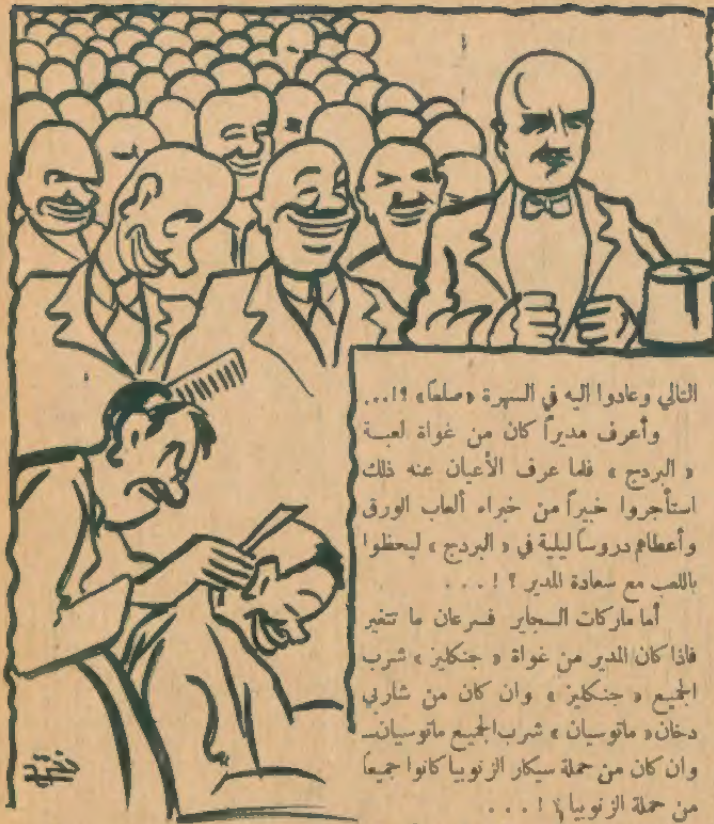 التالي وعادوا اليه في السهرة «صلعاً» ؟!...
وأعرف مديراً كان من غواة لعبة
« البردج » فلما عرف الأعيان عنه ذلك
استأجروا خبيراً من خبراء ألعاب الورق
وأعطاهم دروساً ليلية في « البردج » ليحظوا
باللعب مع سعادة المدير ؟ ! . . .
أما ماركات السجاير فسرعان ما تتغير
فاذا كان المدير من غواة « جنكليز » شرب
الجميع « جنكليز » وان كان من شاربي
دخان « ماتوسيان » شرب الجميع ماتوسيان
وان كان من حملة سيكار الزنوبيا كانوا جميعاً
من حملة الزنوبيا ؟ ! . . .